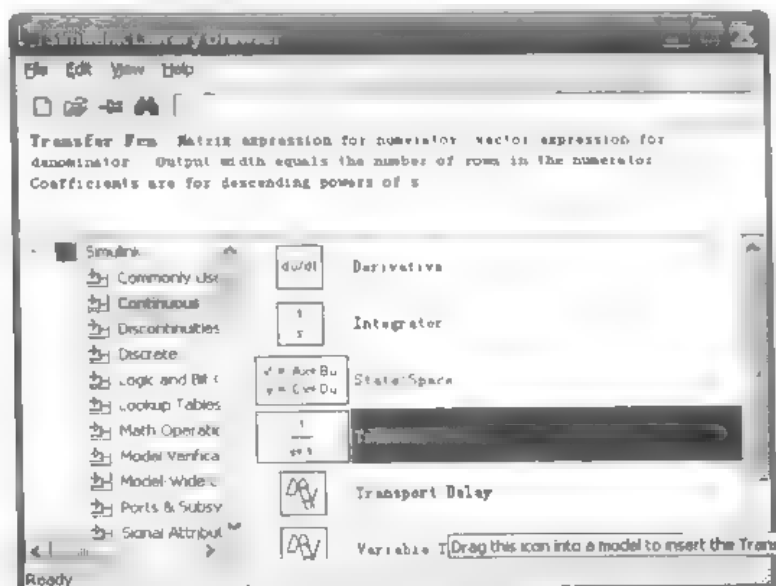 Simulink Library Browser
File Edit View Help
Transfer Fcn Matrix expression for numerator vector expression for
denominator Output width equals the number of rows in the numerator
Coefficients are for descending powers of s
Simulink
Commonly Use
Continuous
Discontinuities
Discrete
Logic and Bit
Lookup Tables
Math Operatic
Model Verifica
Model-Wide
Ports & Subsy
Signal Attribut
du/dt Derivative
1
s
Integrator
x' = Ax+Bu
y = Cx+Du
State-Space
1
s+1
Transport Delay
Variable T
Drag this icon into a model to insert the Trans
Ready